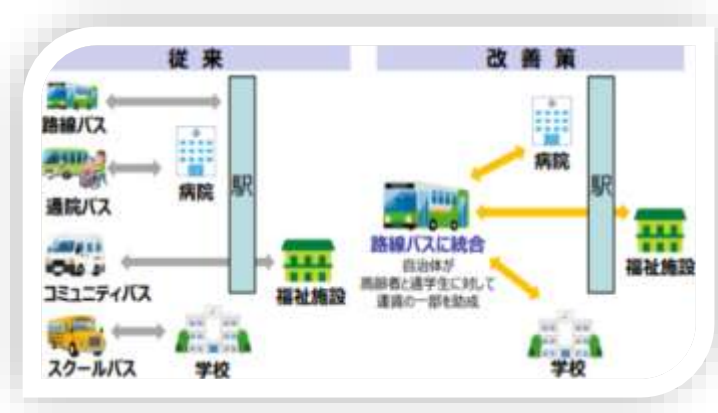 従来
路線バス
通院バス
病院
駅
コミュニティバス
福祉施設
スクールバス
学校
改善策
病院
駅
路線バスに統合
自治体が
高齢者と通学生に対して
運賃の一部を助成
福祉施設
学校